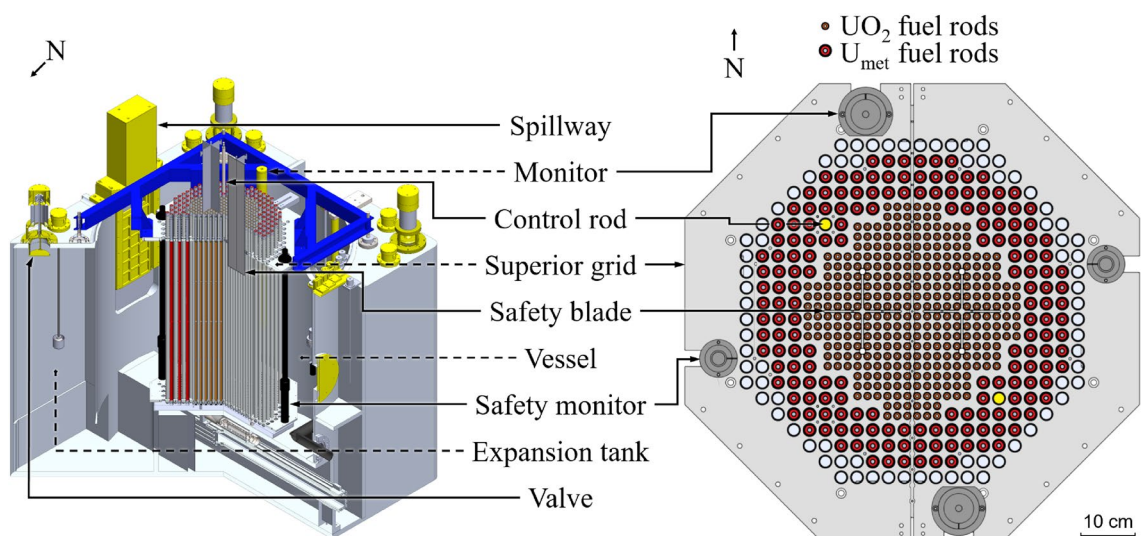 N
UO₂ fuel rods
Uₘₑₜ fuel rods
N
Spillway
Monitor
Control rod
Superior grid
Safety blade
Vessel
Safety monitor
Expansion tank
Valve
10 cm